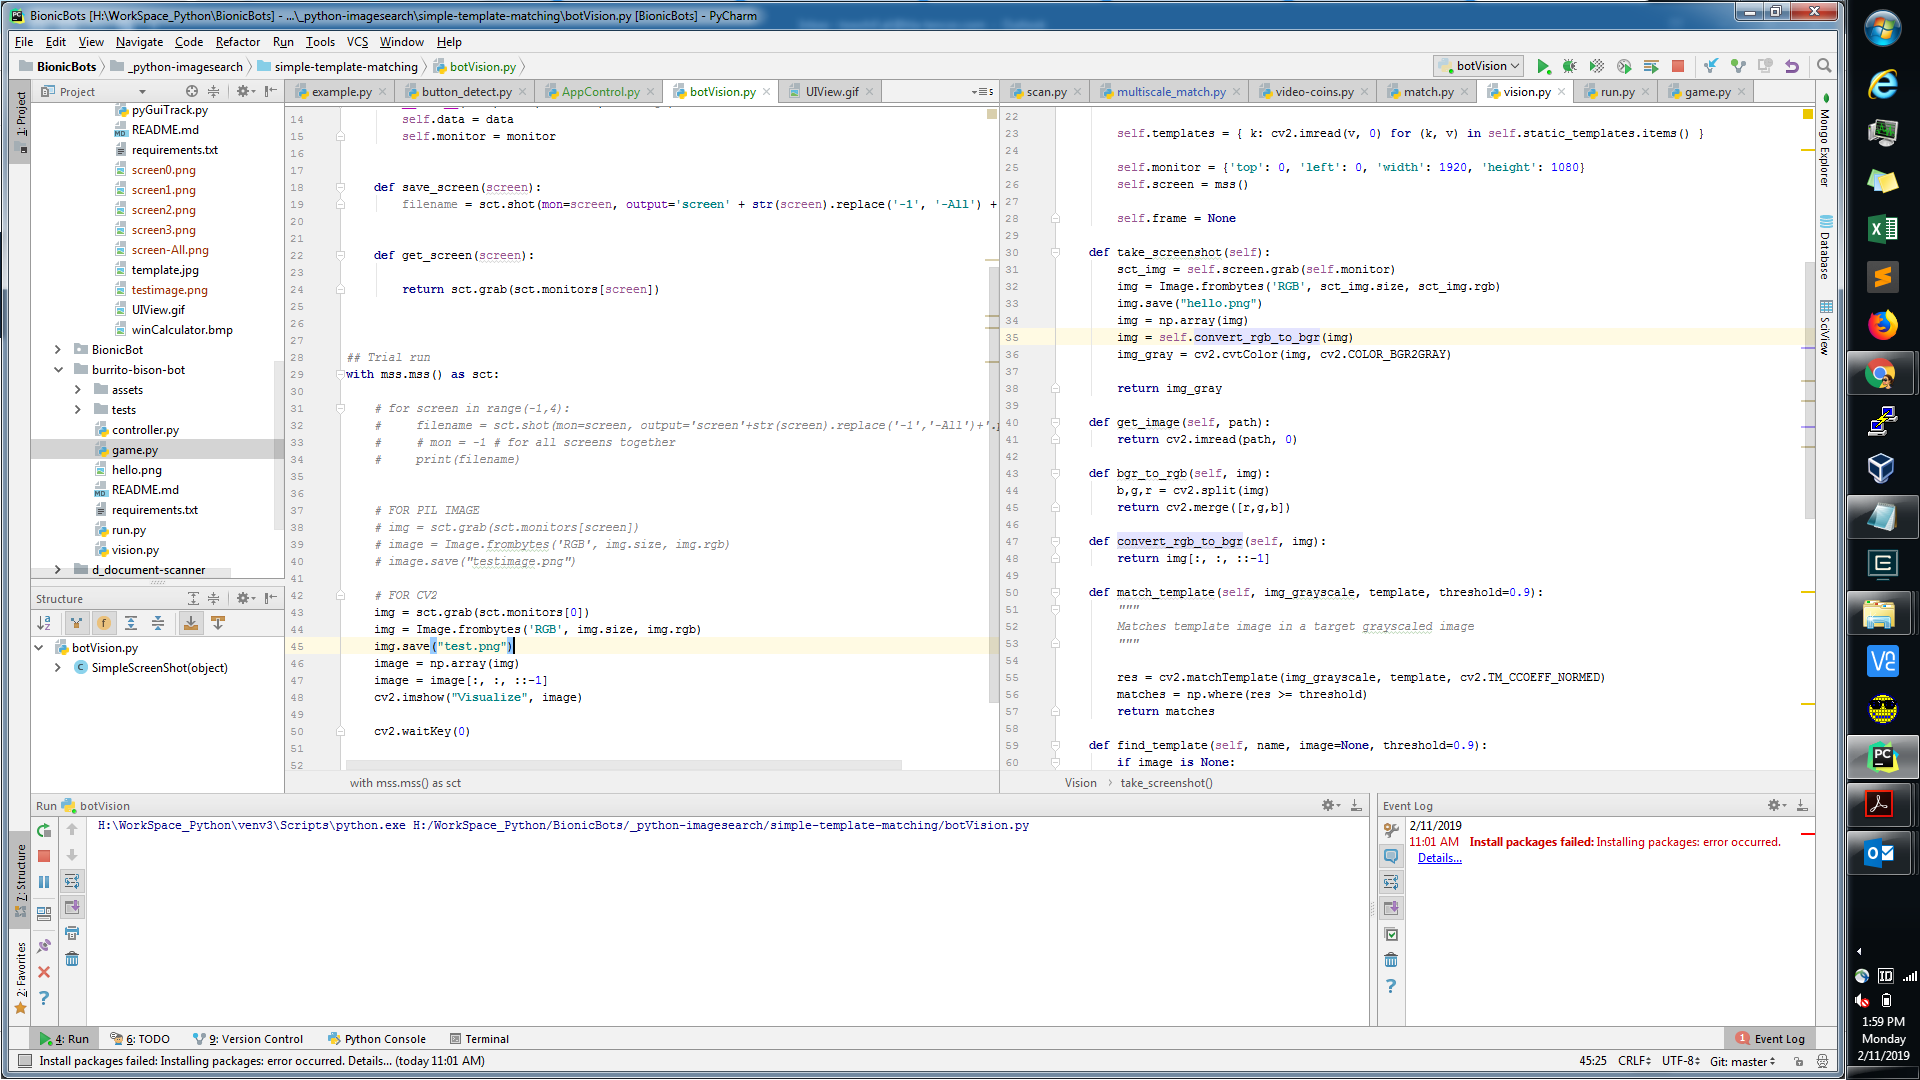 BionicBots [H:\WorkSpace_Python\BionicBots] - ...\_python-imagesearch\simple-template-matching\botVision.py [BionicBots] - PyCharm
File Edit View Navigate Code Refactor Run Tools VCS Window Help
BionicBots _python-imagesearch simple-template-matching botVision.py
botVision
1: Project
Project
pyGuiTrack.py
README.md
requirements.txt
screen0.png
screen1.png
screen2.png
screen3.png
screen-All.png
template.jpg
testimage.png
UIView.gif
winCalculator.bmp
BionicBot
burrito-bison-bot
assets
tests
controller.py
game.py
hello.png
README.md
requirements.txt
run.py
vision.py
d_document-scanner
Structure
botVision.py
SimpleScreenShot(object)
example.py button_detect.py AppControl.py botVision.py UIView.gif
14 self.data = data
15 self.monitor = monitor
16
17
18 def save_screen(screen):
19 filename = sct.shot(mon=screen, output='screen' + str(screen).replace('-1', '-All') +
20
21
22 def get_screen(screen):
23
24 return sct.grab(sct.monitors[screen])
25
26
27
28 ## Trial run
29 with mss.mss() as sct:
30
31 # for screen in range(-1,4):
32 # filename = sct.shot(mon=screen, output='screen'+str(screen).replace('-1','-All')+'.
33 # # mon = -1 # for all screens together
34 # print(filename)
35
36
37 # FOR PIL IMAGE
38 # img = sct.grab(sct.monitors[screen])
39 # image = Image.frombytes('RGB', img.size, img.rgb)
40 # image.save("testimage.png")
41
42 # FOR CV2
43 img = sct.grab(sct.monitors[0])
44 img = Image.frombytes('RGB', img.size, img.rgb)
45 img.save("test.png")
46 image = np.array(img)
47 image = image[:, :, ::-1]
48 cv2.imshow("Visualize", image)
49
50 cv2.waitKey(0)
51
52
with mss.mss() as sct
scan.py multiscale_match.py video-coins.py match.py vision.py run.py game.py
22
23 self.templates = { k: cv2.imread(v, 0) for (k, v) in self.static_templates.items() }
24
25 self.monitor = {'top': 0, 'left': 0, 'width': 1920, 'height': 1080}
26 self.screen = mss()
27
28 self.frame = None
29
30 def take_screenshot(self):
31 sct_img = self.screen.grab(self.monitor)
32 img = Image.frombytes('RGB', sct_img.size, sct_img.rgb)
33 img.save("hello.png")
34 img = np.array(img)
35 img = self.convert_rgb_to_bgr(img)
36 img_gray = cv2.cvtColor(img, cv2.COLOR_BGR2GRAY)
37
38 return img_gray
39
40 def get_image(self, path):
41 return cv2.imread(path, 0)
42
43 def bgr_to_rgb(self, img):
44 b,g,r = cv2.split(img)
45 return cv2.merge([r,g,b])
46
47 def convert_rgb_to_bgr(self, img):
48 return img[:, :, ::-1]
49
50 def match_template(self, img_grayscale, template, threshold=0.9):
51 """
52 Matches template image in a target grayscaled image
53 """
54
55 res = cv2.matchTemplate(img_grayscale, template, cv2.TM_CCOEFF_NORMED)
56 matches = np.where(res >= threshold)
57 return matches
58
59 def find_template(self, name, image=None, threshold=0.9):
60 if image is None:
Vision take_screenshot()
Mongo Explorer
Database
SciView
Run botVision
H:\WorkSpace_Python\venv3\Scripts\python.exe H:/WorkSpace_Python/BionicBots/_python-imagesearch/simple-template-matching/botVision.py
7: Structure
2: Favorites
Event Log
2/11/2019
11:01 AM Install packages failed: Installing packages: error occurred.
Details...
4: Run 6: TODO 9: Version Control Python Console Terminal 1 Event Log
Install packages failed: Installing packages: error occurred. Details... (today 11:01 AM)
45:25 CRLF UTF-8 Git: master
1:59 PM
Monday
2/11/2019